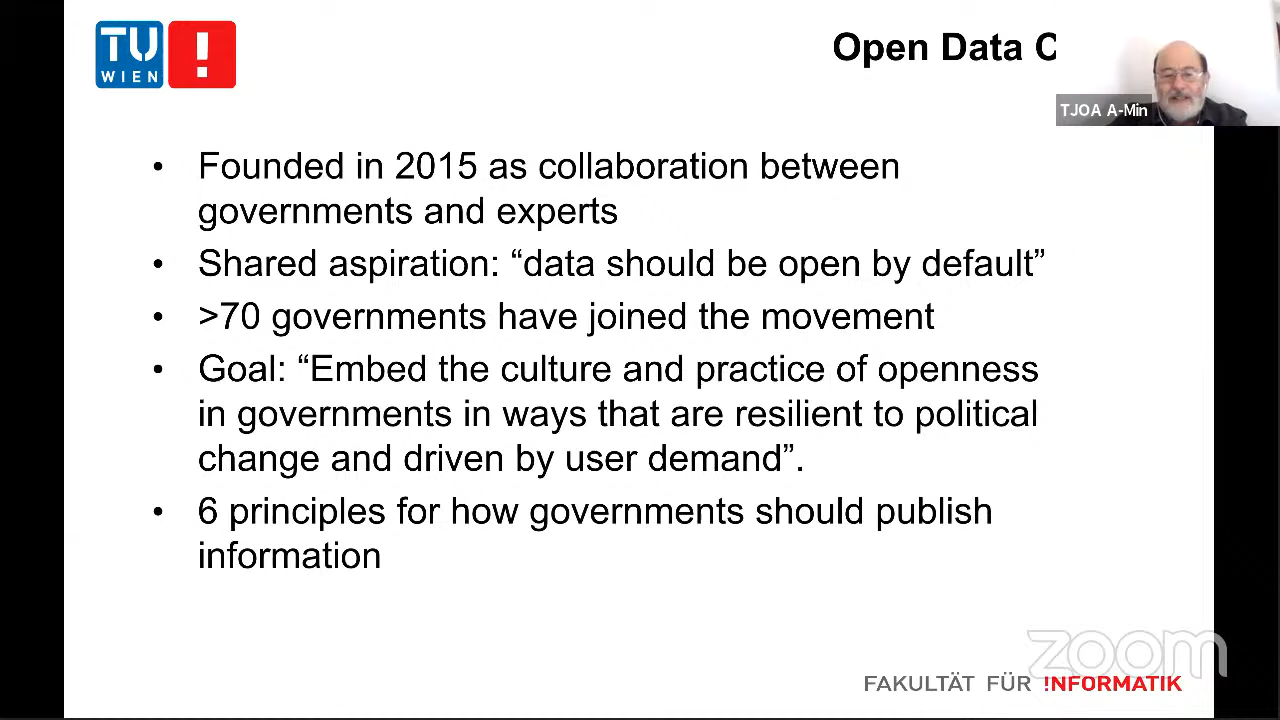 TU
WIEN
Open Data
TJOA A-Min
• Founded in 2015 as collaboration between
governments and experts
• Shared aspiration: “data should be open by default”
• >70 governments have joined the movement
• Goal: “Embed the culture and practice of openness
in governments in ways that are resilient to political
change and driven by user demand”.
• 6 principles for how governments should publish
information
zoom
FAKULTÄT FÜR !NFORMATIK